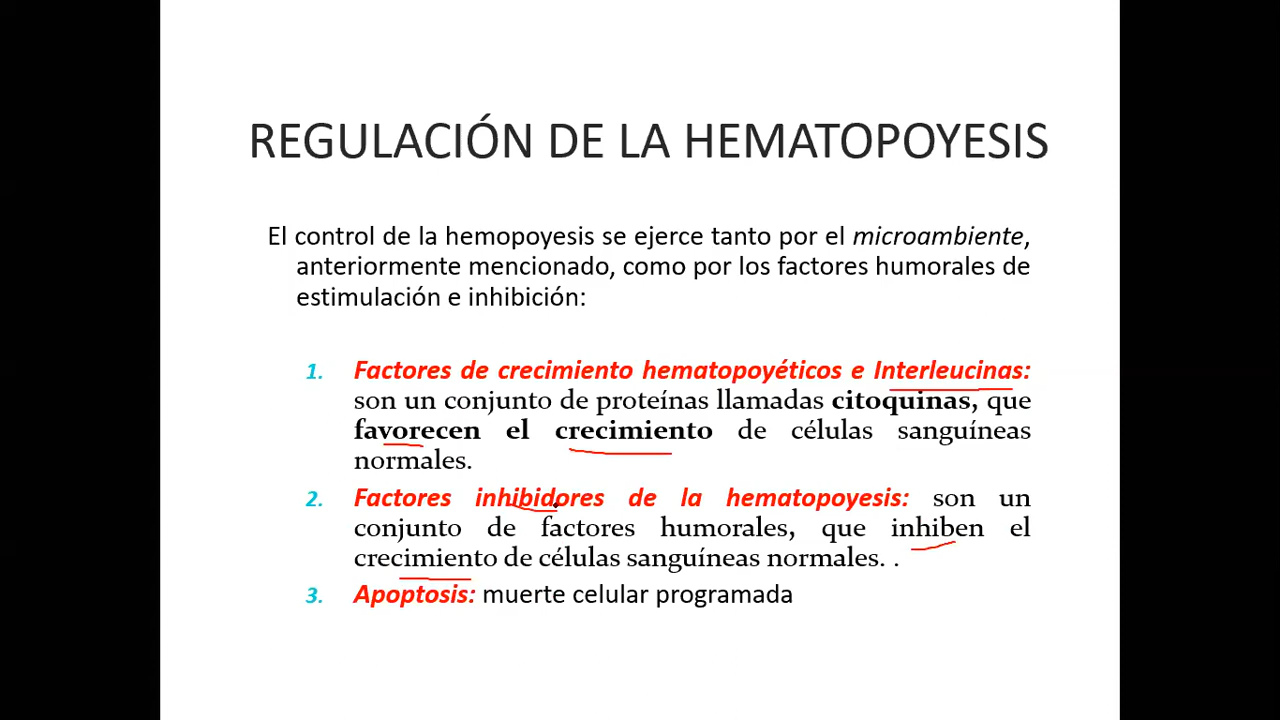 REGULACIÓN DE LA HEMATOPOYESIS
El control de la hemopoyesis se ejerce tanto por el microambiente,
anteriormente mencionado, como por los factores humorales de
estimulación e inhibición:
1. Factores de crecimiento hematopoyéticos e Interleucinas:
son un conjunto de proteínas llamadas citoquinas, que
favorecen el crecimiento de células sanguíneas
normales.
2. Factores inhibidores de la hematopoyesis: son un
conjunto de factores humorales, que inhiben el
crecimiento de células sanguíneas normales. .
3. Apoptosis: muerte celular programada